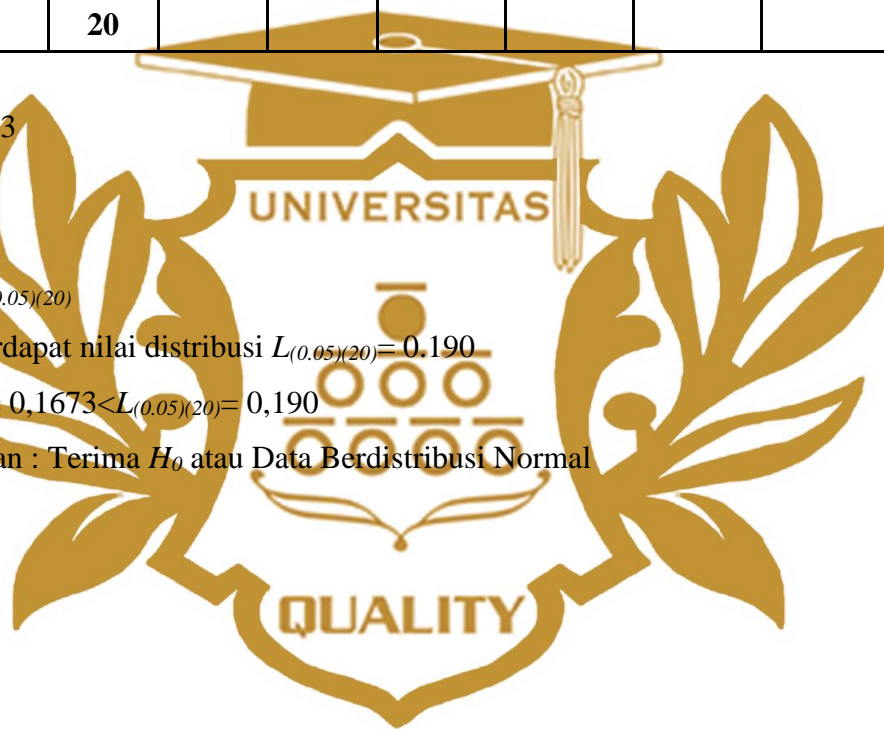 20
3
UNIVERSITAS
0.05)(20)
rdapat nilai distribusi L(0.05)(20)= 0.190
= 0,1673<L(0.05)(20)= 0,190
an : Terima H0 atau Data Berdistribusi Normal
QUALITY